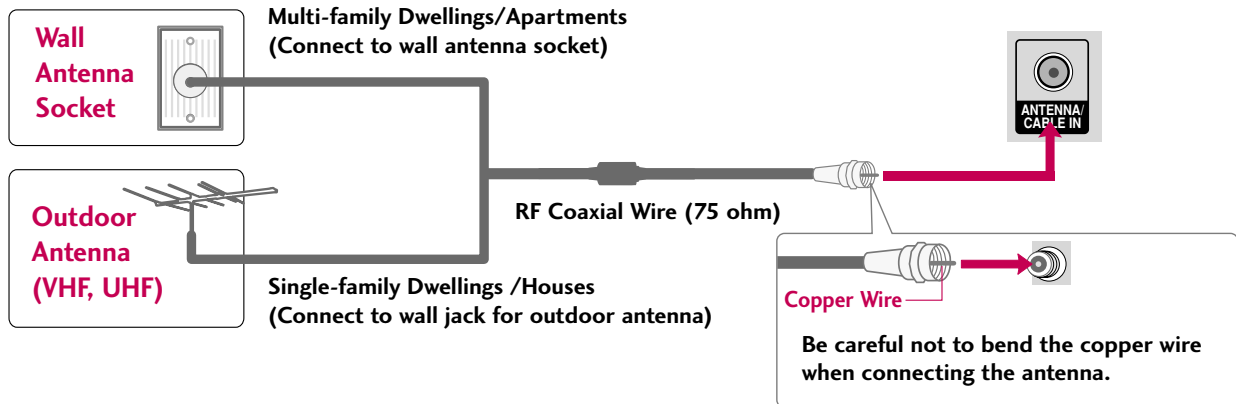 Wall
Antenna
Socket
Multi-family Dwellings/Apartments
(Connect to wall antenna socket)
ANTENNA/
CABLE IN
Outdoor
Antenna
(VHF, UHF)
RF Coaxial Wire (75 ohm)
Single-family Dwellings /Houses
(Connect to wall jack for outdoor antenna)
Copper Wire
Be careful not to bend the copper wire
when connecting the antenna.